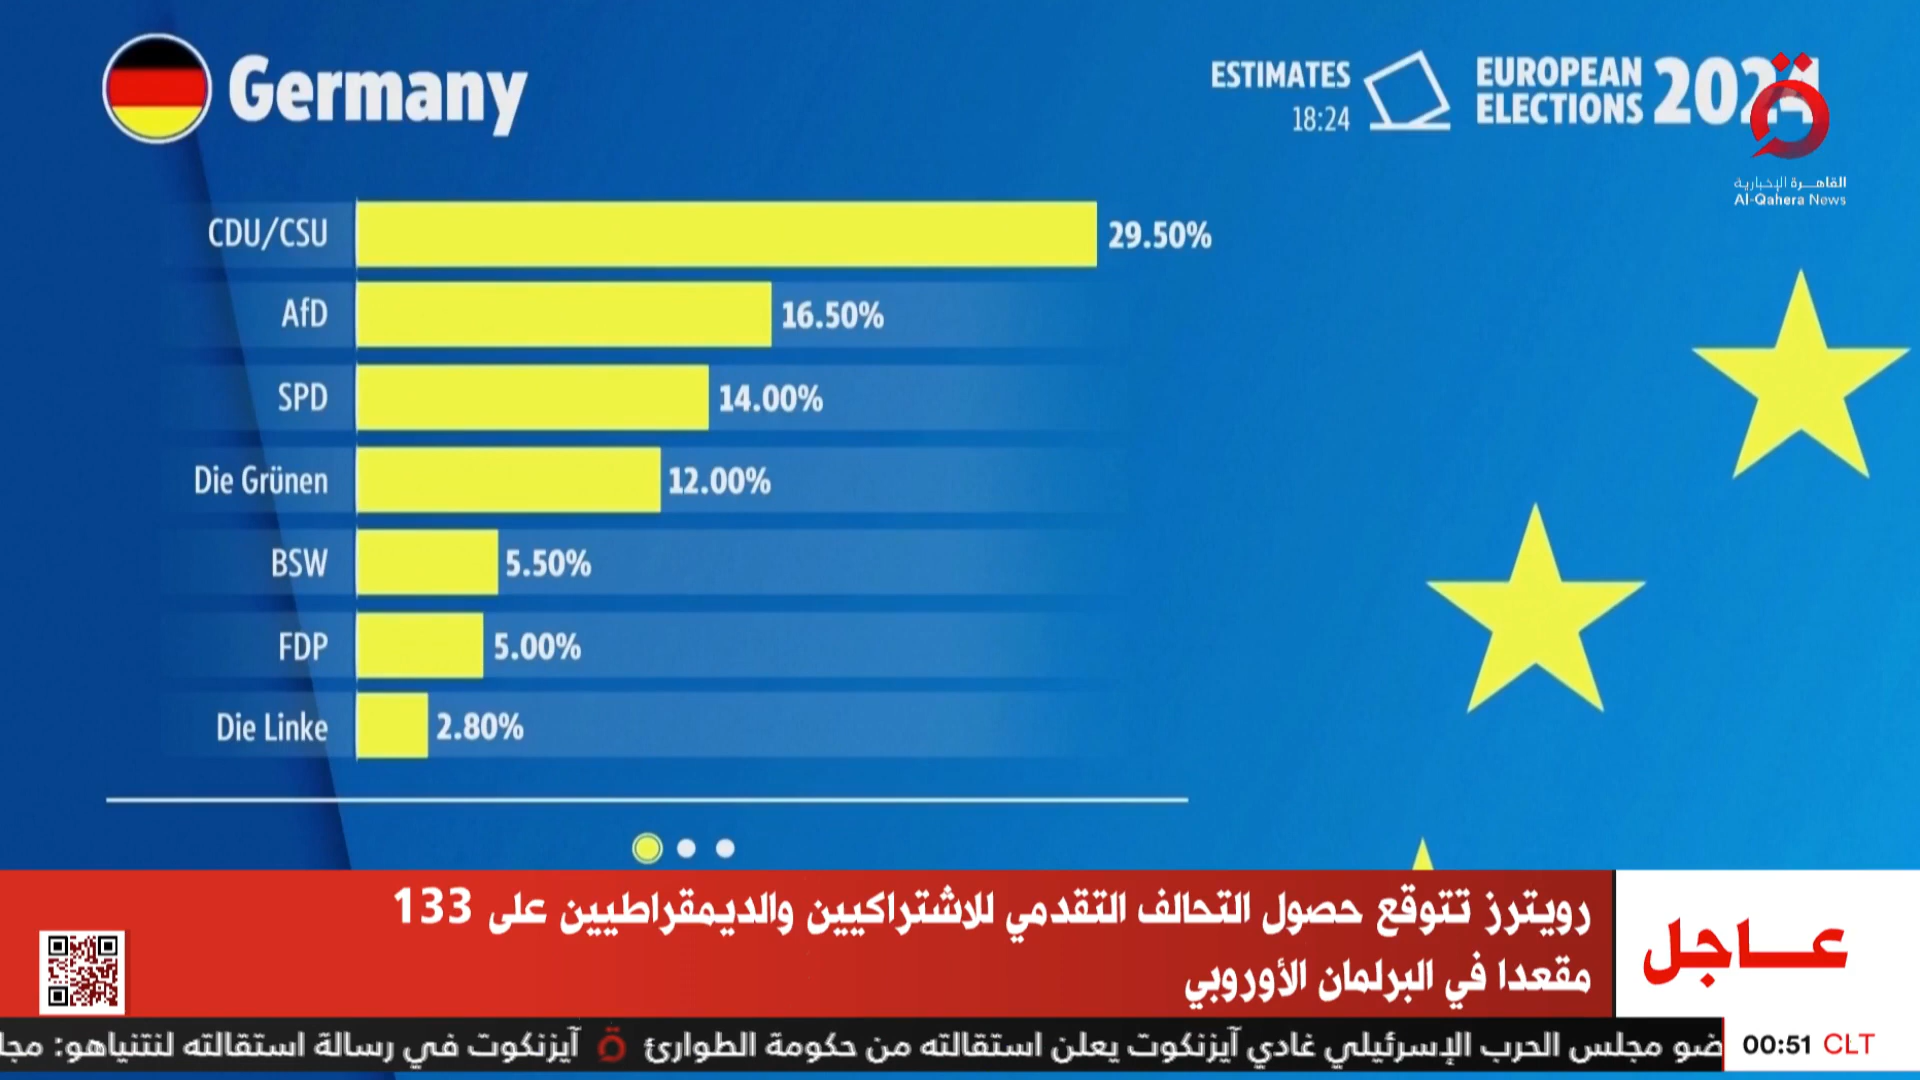 Germany
ESTIMATES
18:24
EUROPEAN
ELECTIONS
2024
القاهرة الإخبارية
Al-Qahera News
CDU/CSU 29.50%
AfD 16.50%
SPD 14.00%
Die Grünen 12.00%
BSW 5.50%
FDP 5.00%
Die Linke 2.80%
عاجل
رويترز تتوقع حصول التحالف التقدمي للاشتراكيين والديمقراطيين على 133
مقعدا في البرلمان الأوروبي
مجلس الحرب الإسرئيلي غادي آيزنكوت يعلن استقالته من حكومة الطوارئ آيزنكوت في رسالة استقالته لنتنياهو:
00:51 CLT